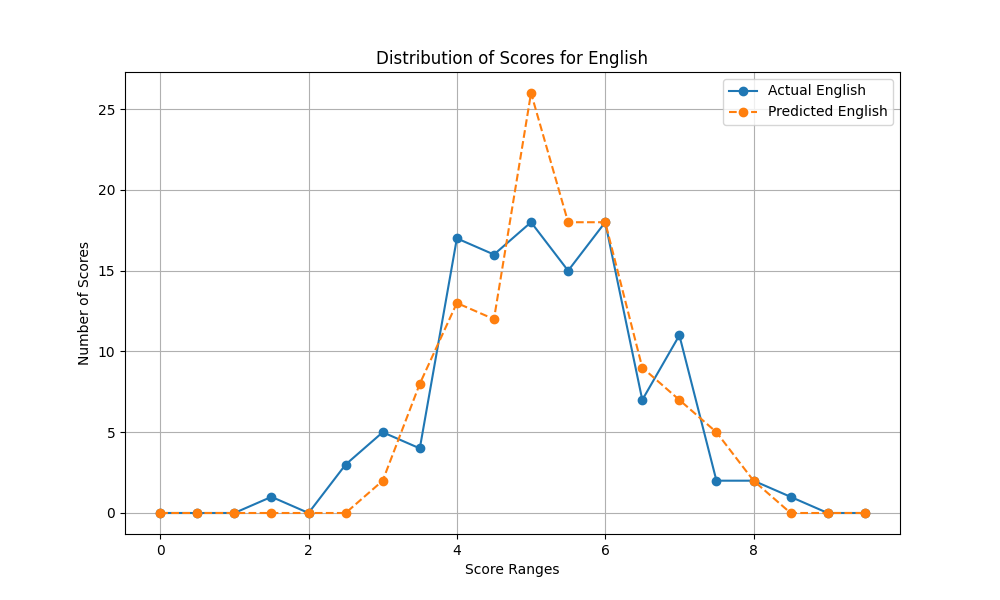 Distribution of Scores for English
Actual English
Predicted English
Number of Scores
25
20
15
10
5
0
0 2 4 6 8
Score Ranges